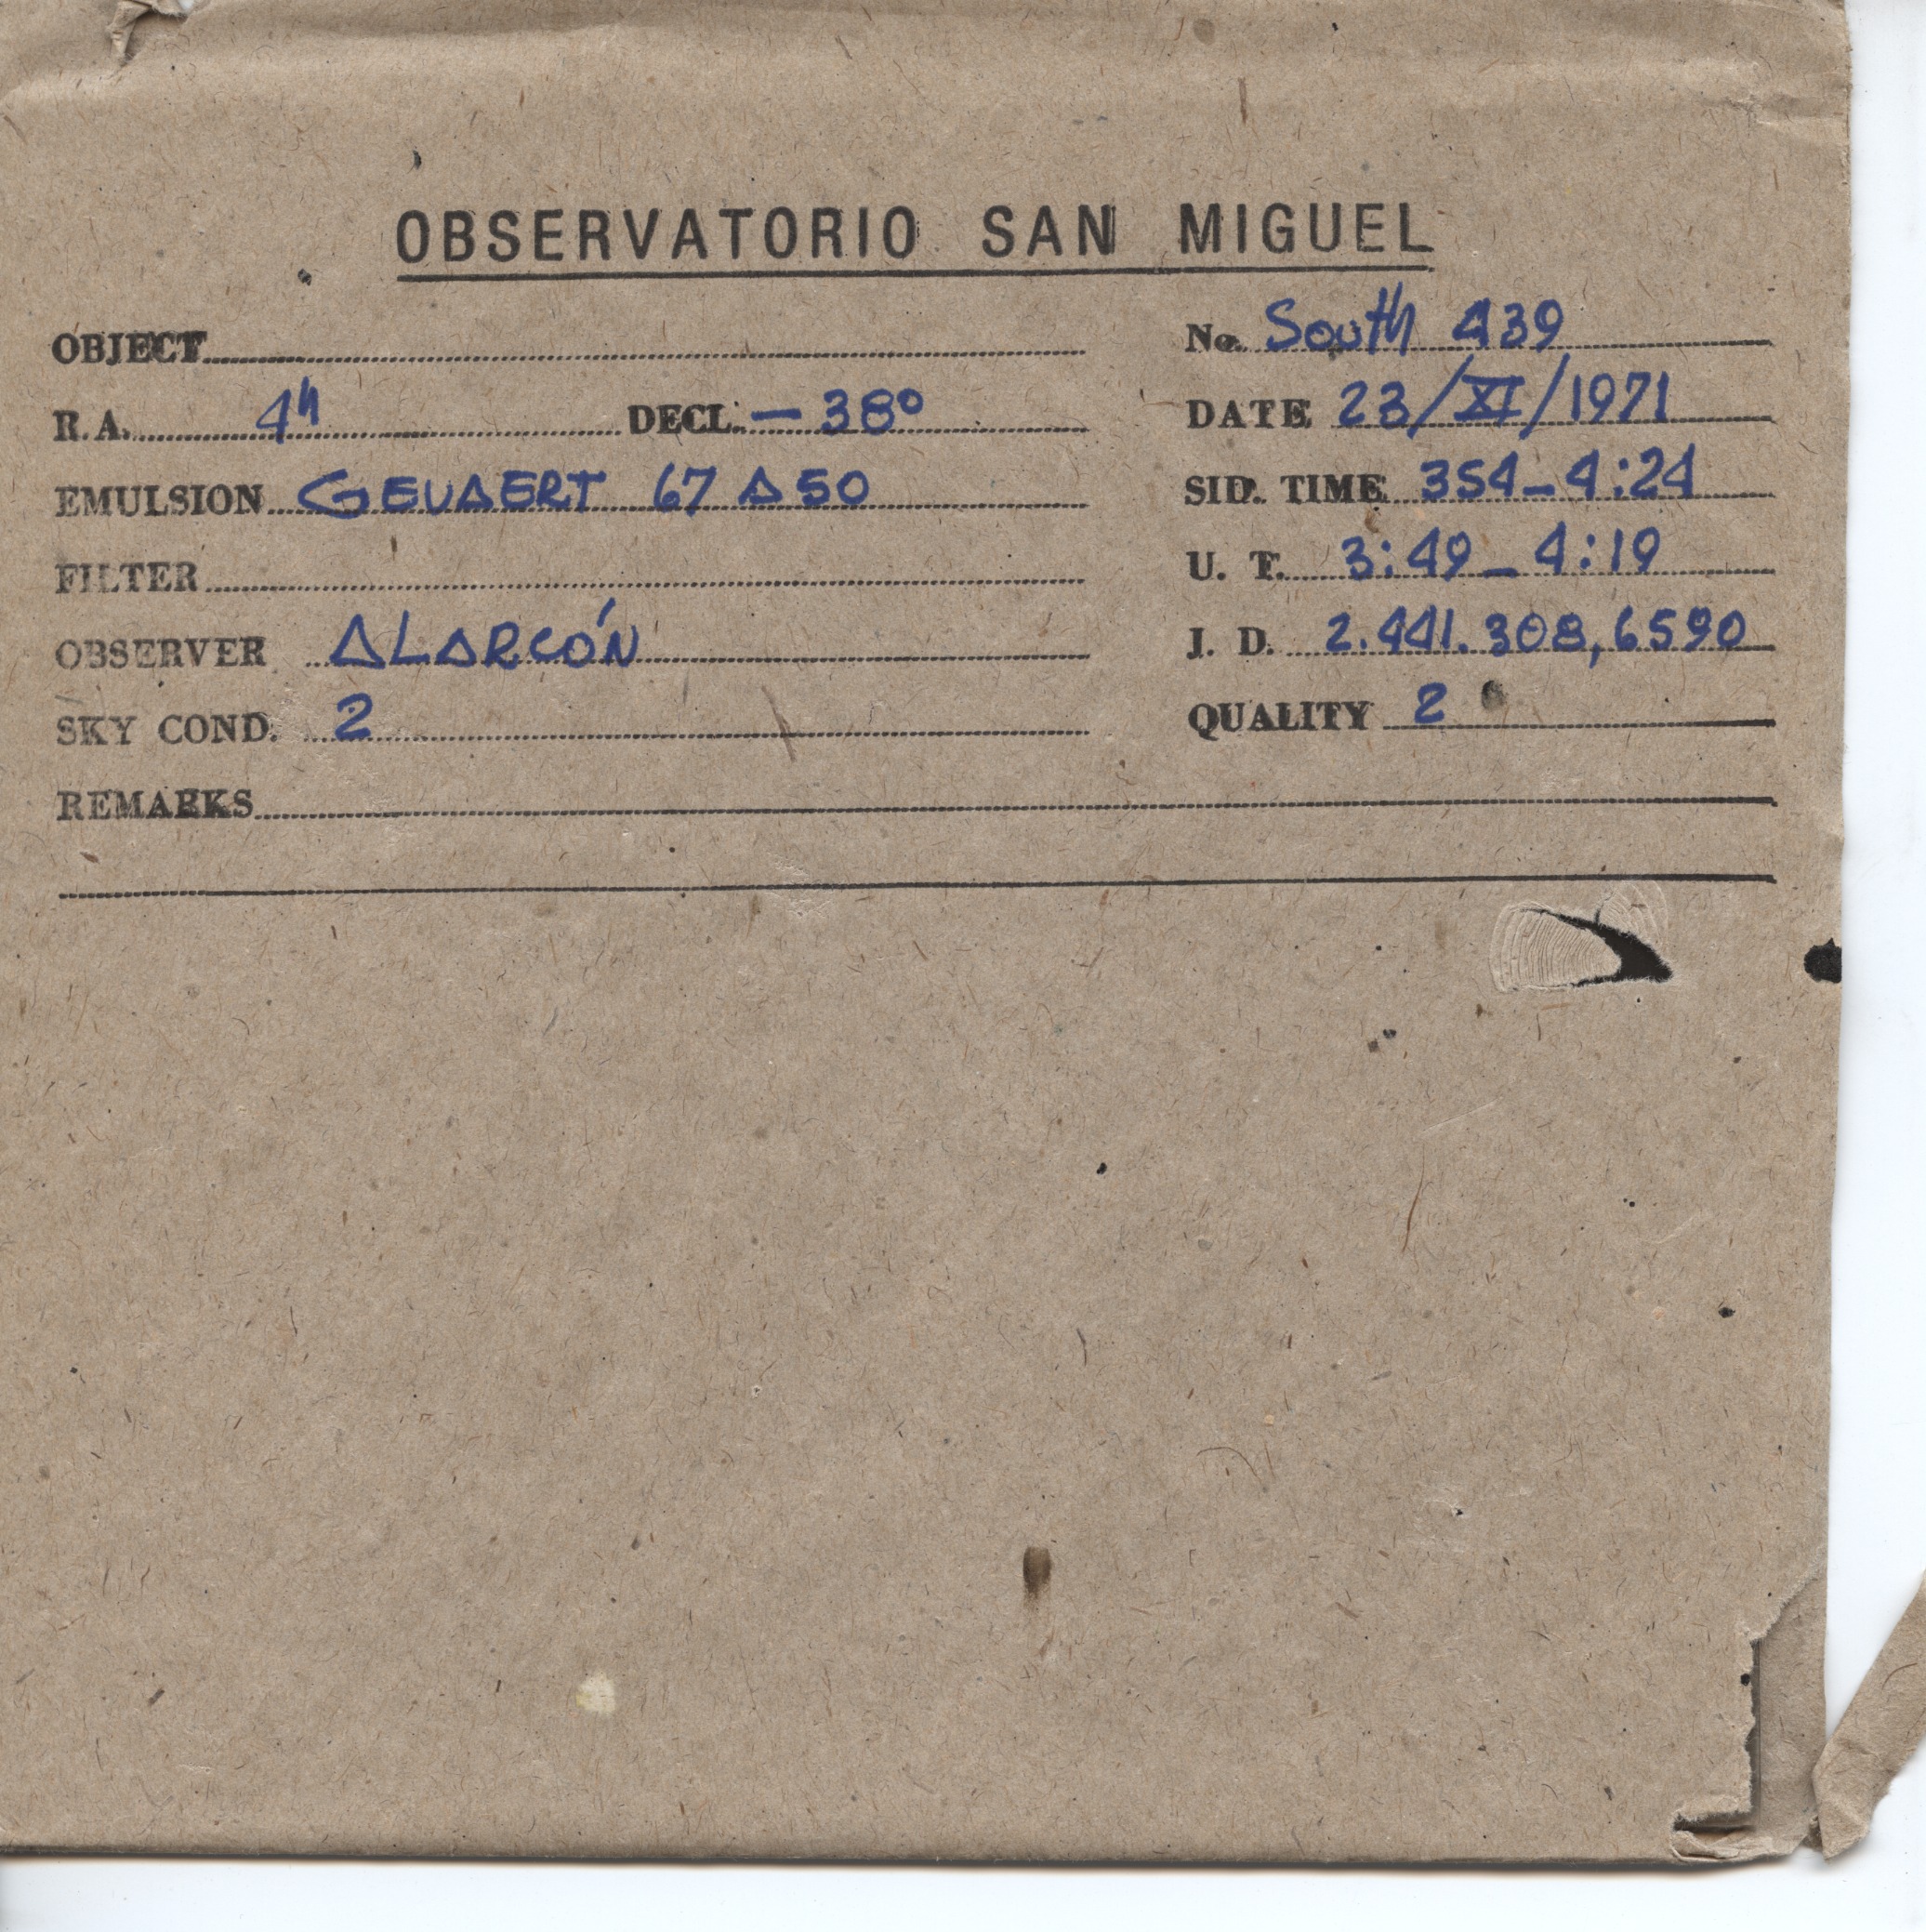 OBSERVATORIO SAN MIGUEL
OBJECT
No. South 439
R.A. 4h DECL. -38°
DATE 23/XI/1971
EMULSION GEVAERT 67 A 50
SID. TIME 354-4:24
FILTER
U. T. 3:49-4:19
OBSERVER ALARCÓN
J. D. 2.441.308,6590
SKY COND. 2
QUALITY 2
REMARKS